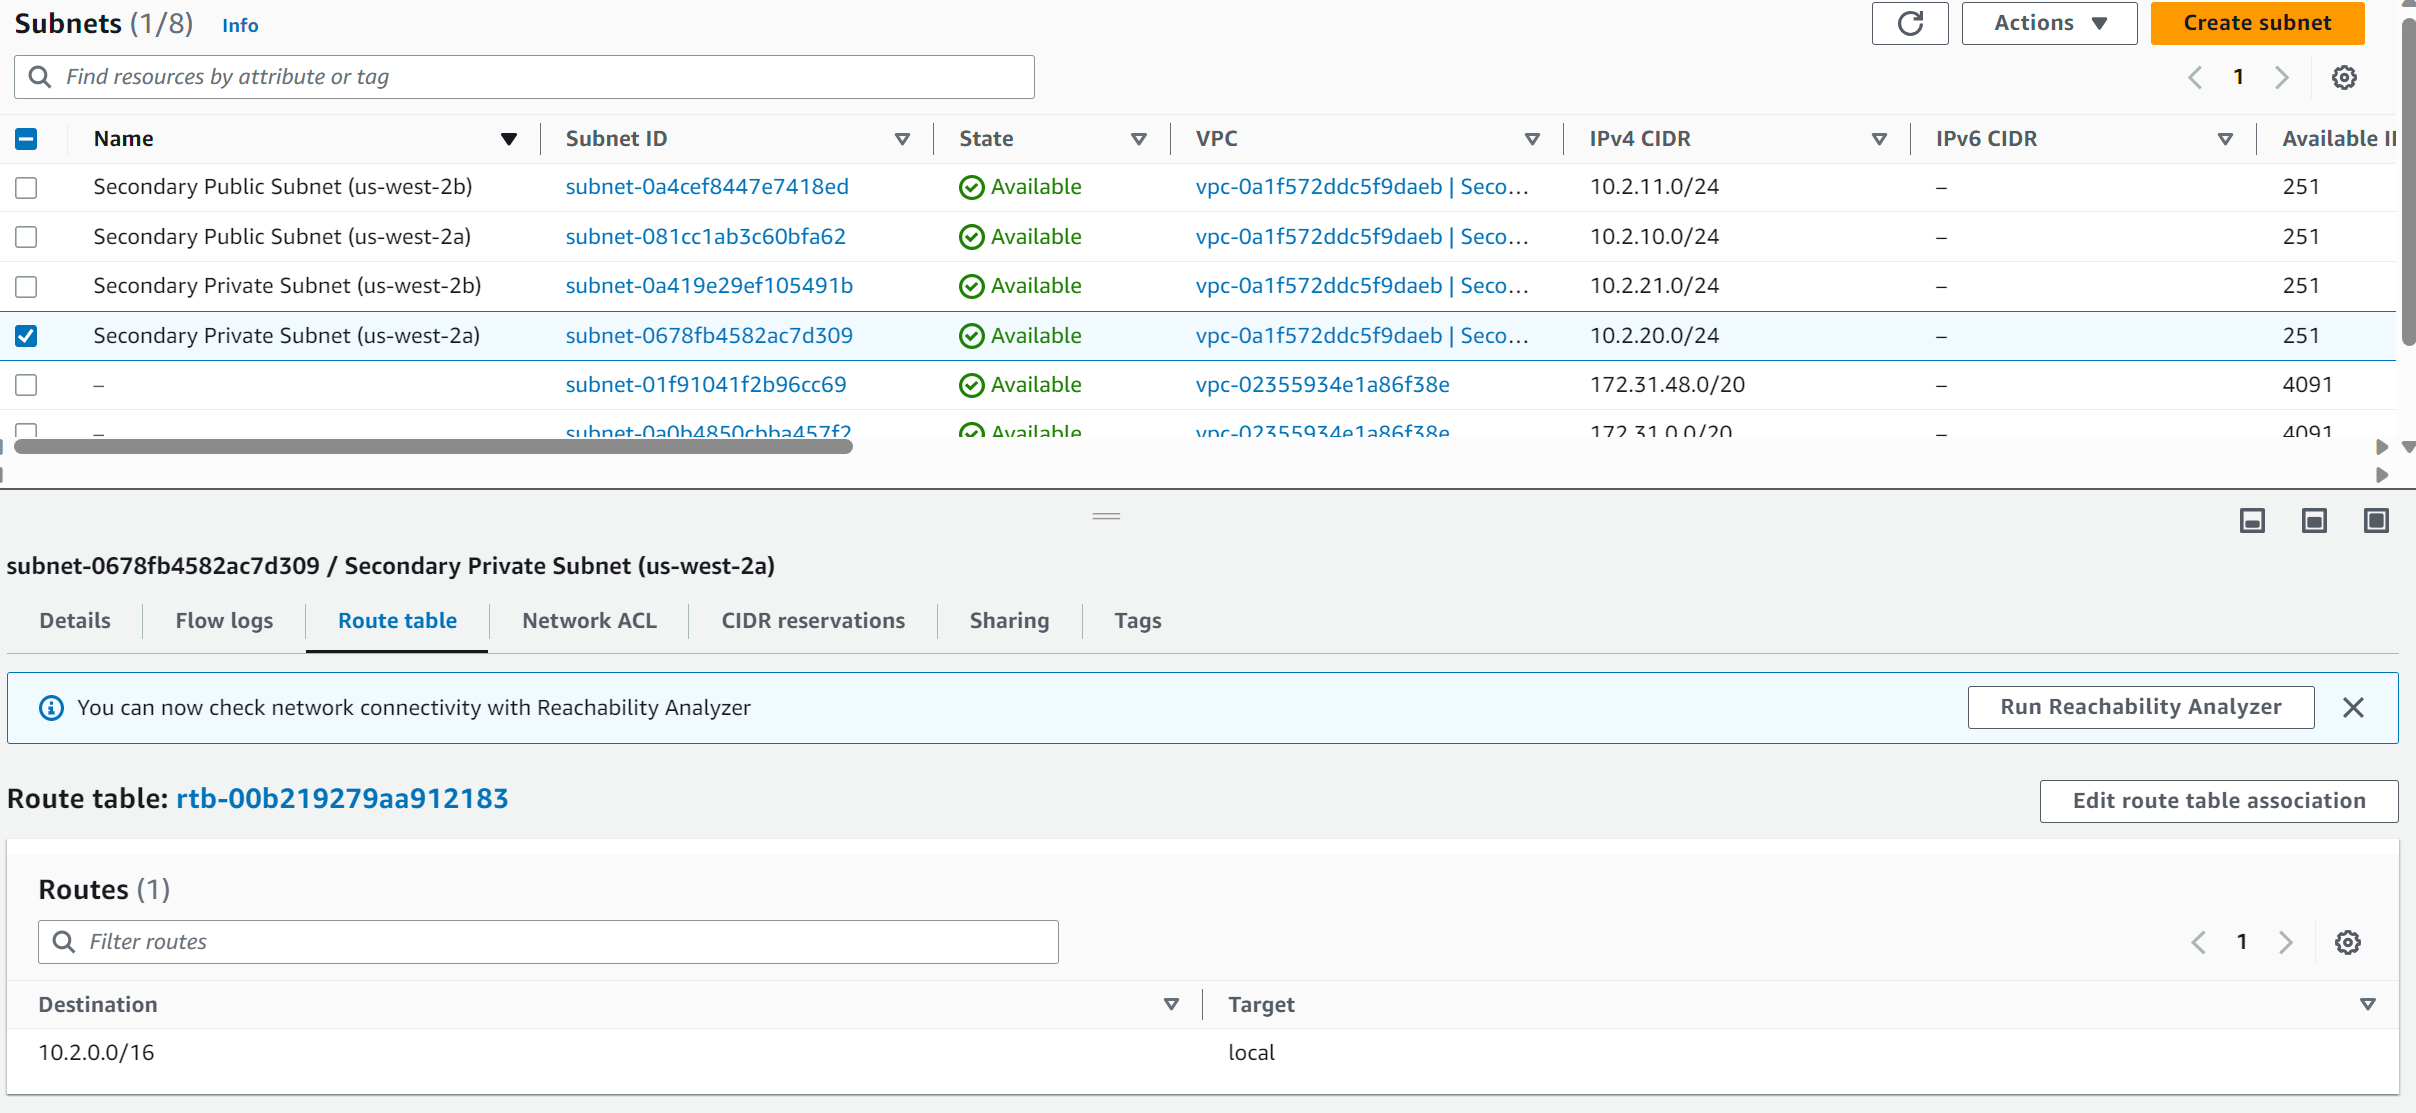 Subnets (1/8) Info
Actions
Create subnet
Find resources by attribute or tag
1
Name Subnet ID State VPC IPv4 CIDR IPv6 CIDR Available II
Secondary Public Subnet (us-west-2b) subnet-0a4cef8447e7418ed Available vpc-0a1f572ddc5f9daeb | Seco... 10.2.11.0/24 – 251
Secondary Public Subnet (us-west-2a) subnet-081cc1ab3c60bfa62 Available vpc-0a1f572ddc5f9daeb | Seco... 10.2.10.0/24 – 251
Secondary Private Subnet (us-west-2b) subnet-0a419e29ef105491b Available vpc-0a1f572ddc5f9daeb | Seco... 10.2.21.0/24 – 251
Secondary Private Subnet (us-west-2a) subnet-0678fb4582ac7d309 Available vpc-0a1f572ddc5f9daeb | Seco... 10.2.20.0/24 – 251
– subnet-01f91041f2b96cc69 Available vpc-02355934e1a86f38e 172.31.48.0/20 – 4091
– subnet-0a0b4850cbba457f2 Available vpc-02355934e1a86f38e 172.31.0.0/20 – 4091
subnet-0678fb4582ac7d309 / Secondary Private Subnet (us-west-2a)
Details Flow logs Route table Network ACL CIDR reservations Sharing Tags
You can now check network connectivity with Reachability Analyzer
Run Reachability Analyzer
Route table: rtb-00b219279aa912183
Edit route table association
Routes (1)
Filter routes
1
Destination Target
10.2.0.0/16 local